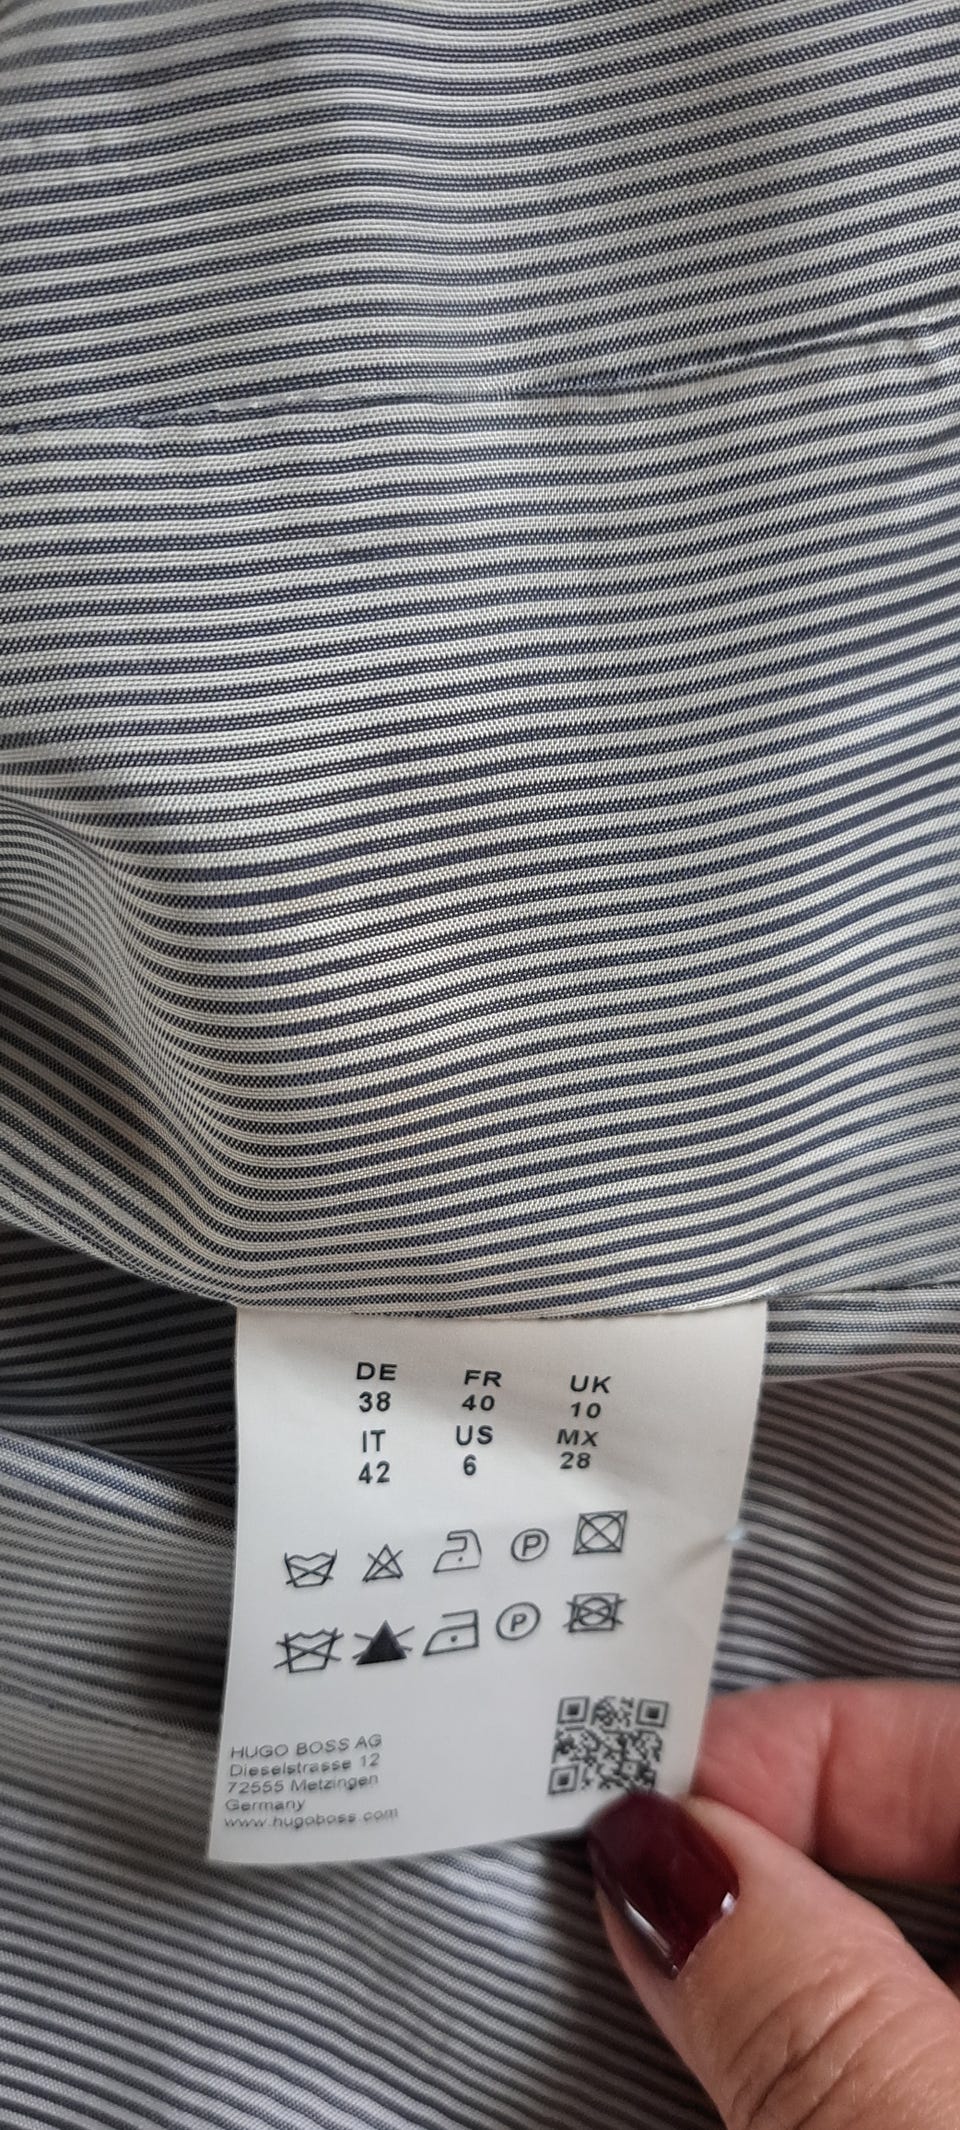 DE FR UK
38 40 10
IT US MX
42 6 28
P
P
HUGO BOSS AG
Dieselstrasse 12
72555 Metzingen
Germany
www.hugoboss.com